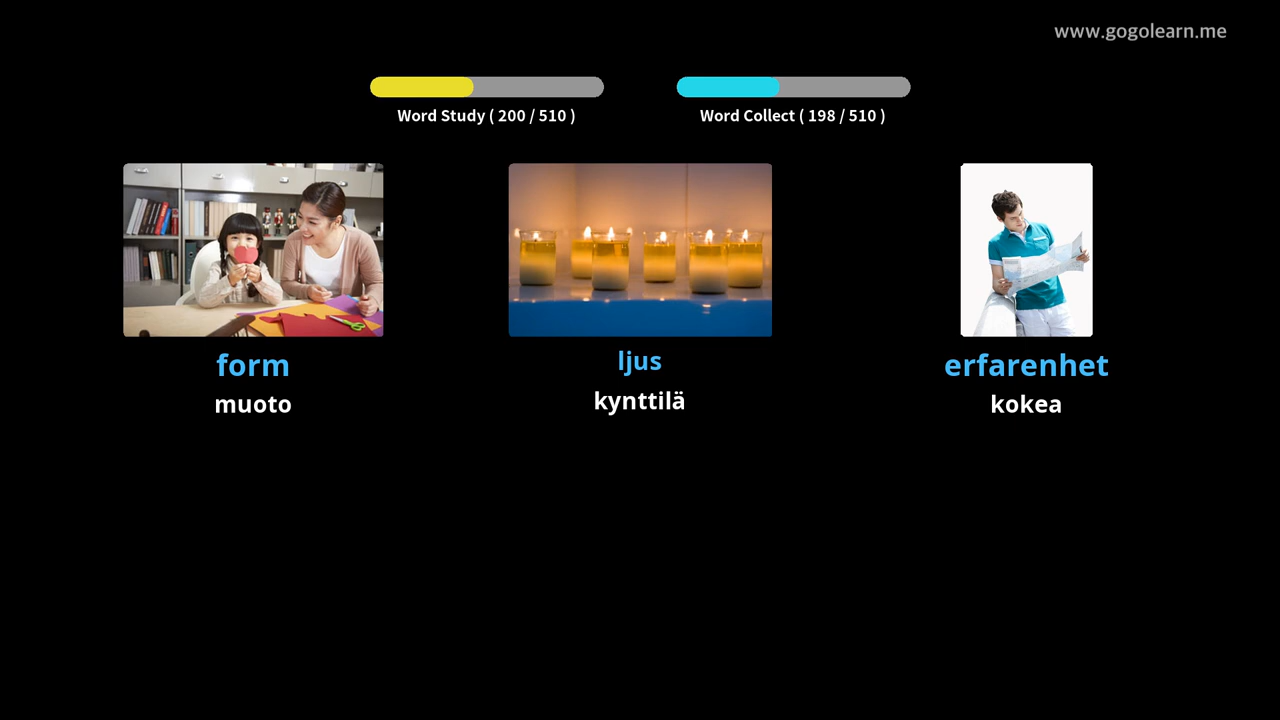 www.gogolearn.me
Word Study ( 200 / 510 )
Word Collect ( 198 / 510 )
form
muoto
ljus
kynttilä
erfarenhet
kokea